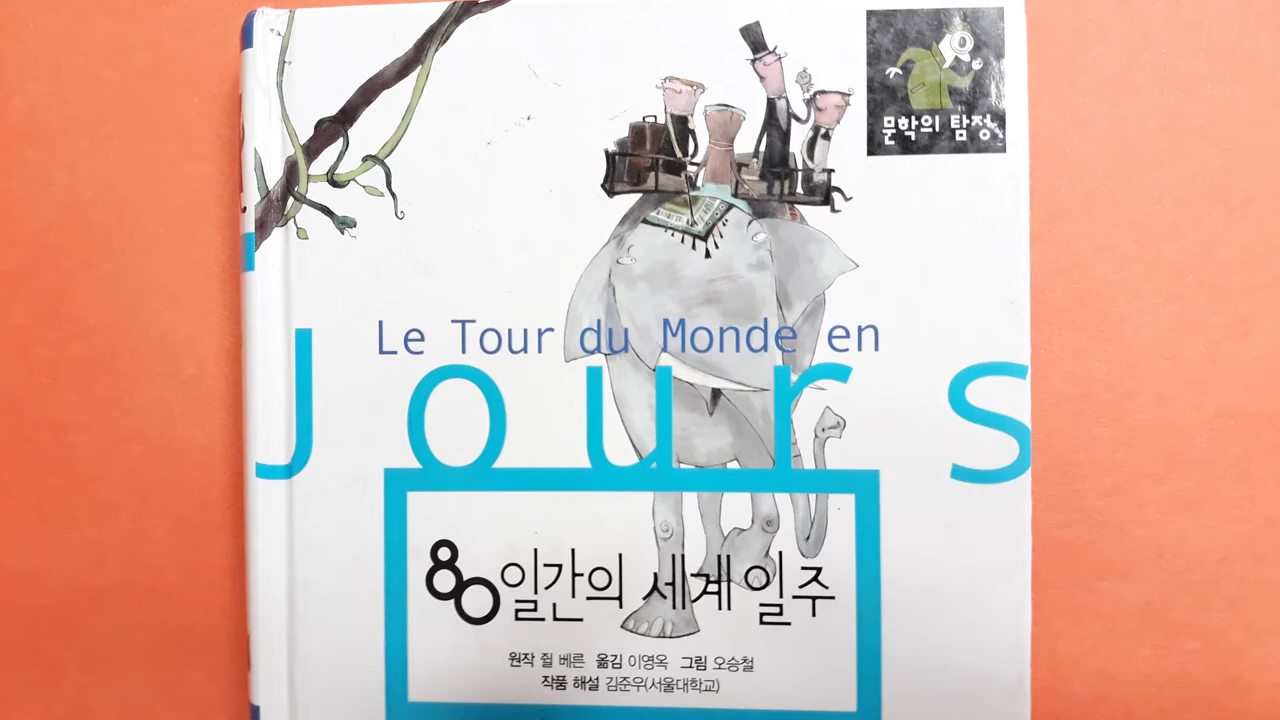 문학의 탐정
Le Tour du Monde en
Jours
80일간의 세계 일주
원작 쥘 베른 옮김 이영옥 그림 오승철
작품 해설 김준우(서울대학교)